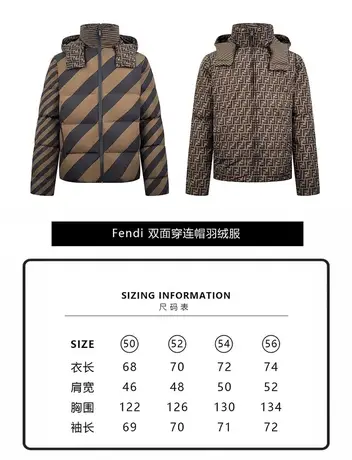 Fendi 双面穿连帽羽绒服
SIZING INFORMATION
尺码表
SIZE 50 52 54 56
衣长 68 70 72 74
肩宽 46 48 50 52
胸围 122 126 130 134
袖长 69 70 71 72